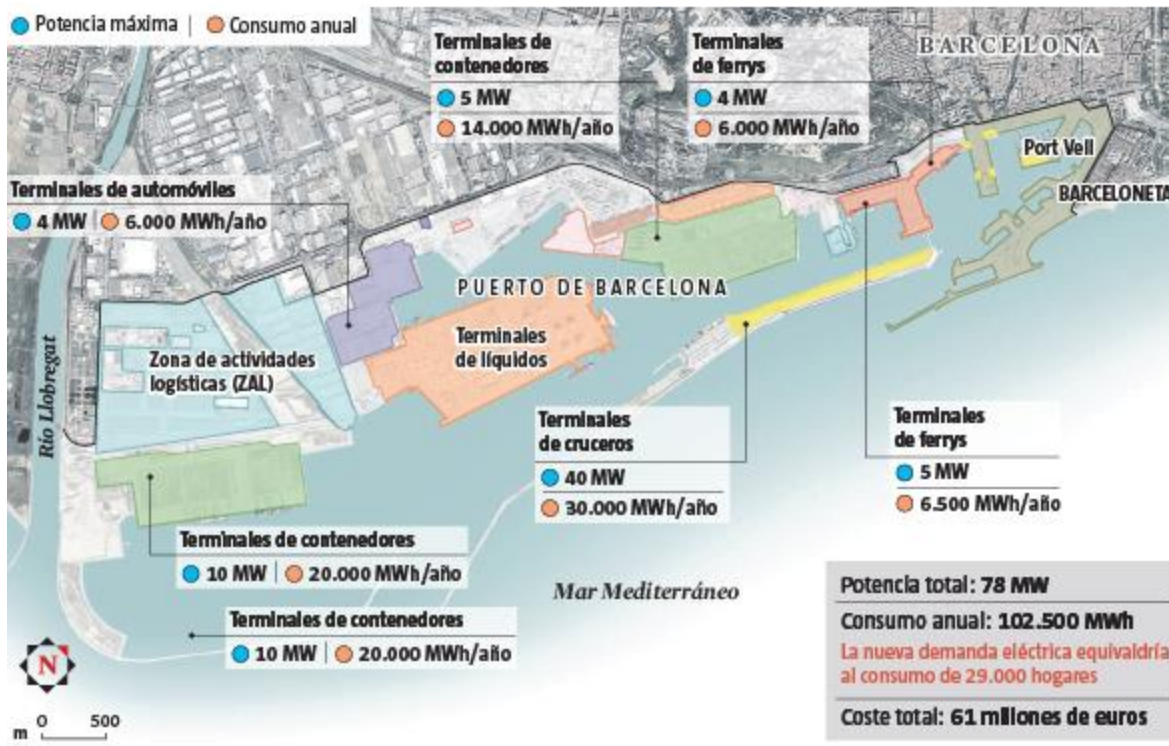 Potencia máxima | Consumo anual
Terminales de
contenedores
5 MW
14.000 MWh/año
Terminales
de ferrys
4 MW
6.000 MWh/año
BARCELONA
Port Vell
BARCELONETA
Terminales de automóviles
4 MW | 6.000 MWh/año
PUERTO DE BARCELONA
Terminales
de líquidos
Zona de actividades
logísticas (ZAL)
Río Llobregat
Terminales
de cruceros
40 MW
30.000 MWh/año
Terminales
de ferrys
5 MW
6.500 MWh/año
Terminales de contenedores
10 MW | 20.000 MWh/año
Terminales de contenedores
10 MW | 20.000 MWh/año
Mar Mediterráneo
Potencia total: 78 MW
Consumo anual: 102.500 MWh
La nueva demanda eléctrica equivaldría
al consumo de 29.000 hogares
Coste total: 61 millones de euros
N
m 0 500